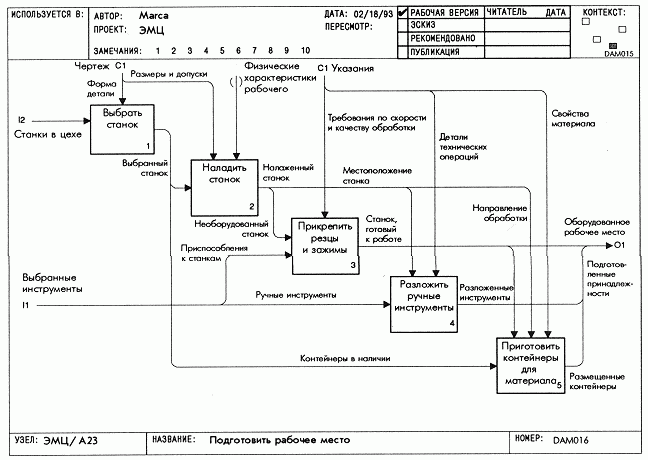 ИСПОЛЬЗУЕТСЯ В:
АВТОР: Marca
ДАТА: 02/18/93
РАБОЧАЯ ВЕРСИЯ
ЧИТАТЕЛЬ
ДАТА
КОНТЕКСТ:
ПРОЕКТ: ЭМЦ
ПЕРЕСМОТР:
ЭСКИЗ
РЕКОМЕНДОВАНО
ЗАМЕЧАНИЯ: 1 2 3 4 5 6 7 8 9 10
ПУБЛИКАЦИЯ
DAM015
Чертеж C1
Размеры и допуски
Физические
характеристики
рабочего
C1 Указания
Форма
детали
I2
Станки в цехе
Выбрать
станок
1
Требования по скорости
и качеству обработки
Детали
технических
операций
Свойства
материала
Выбранный
станок
Наладить
станок
2
Налаженный
станок
Местоположение
станка
Необорудованный
станок
Прикрепить
резцы
и зажимы
3
Станок,
готовый
к работе
Направление
обработки
Оборудованное
рабочее место
O1
Приспособления
к станкам
Выбранные
инструменты
I1
Ручные инструменты
Разложить
ручные
инструменты
4
Разложенные
инструменты
Подготов-
ленные
принадлеж-
ности
Контейнеры в наличии
Приготовить
контейнеры
для
материала
5
Размещенные
контейнеры
УЗЕЛ: ЭМЦ/А23
НАЗВАНИЕ: Подготовить рабочее место
НОМЕР: DAM016